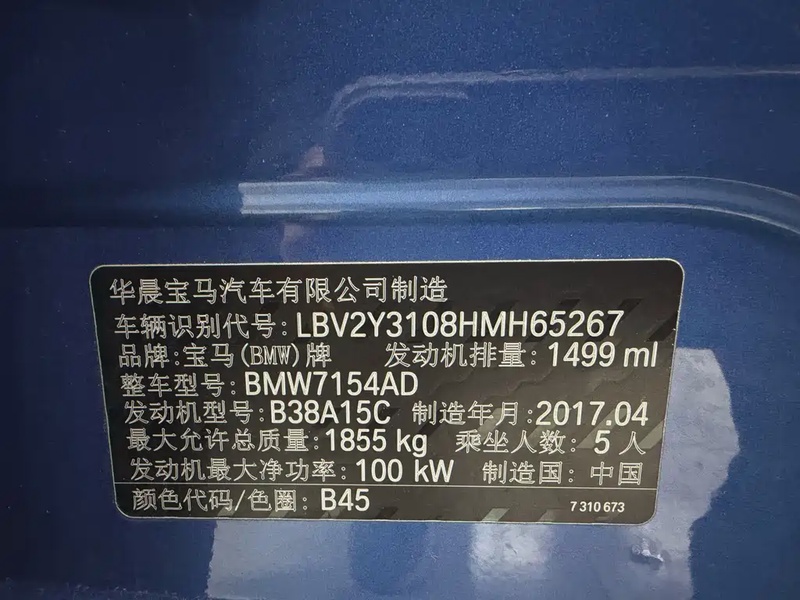 华晨宝马汽车有限公司制造
车辆识别代号: LBV2Y3108HMH65267
品牌: 宝马(BMW)牌 发动机排量: 1499 ml
整车型号: BMW7154AD
发动机型号: B38A15C 制造年月: 2017.04
最大允许总质量: 1855 kg 乘坐人数: 5 人
发动机最大净功率: 100 kW 制造国: 中国
颜色代码/色圈: B45 7 310 673